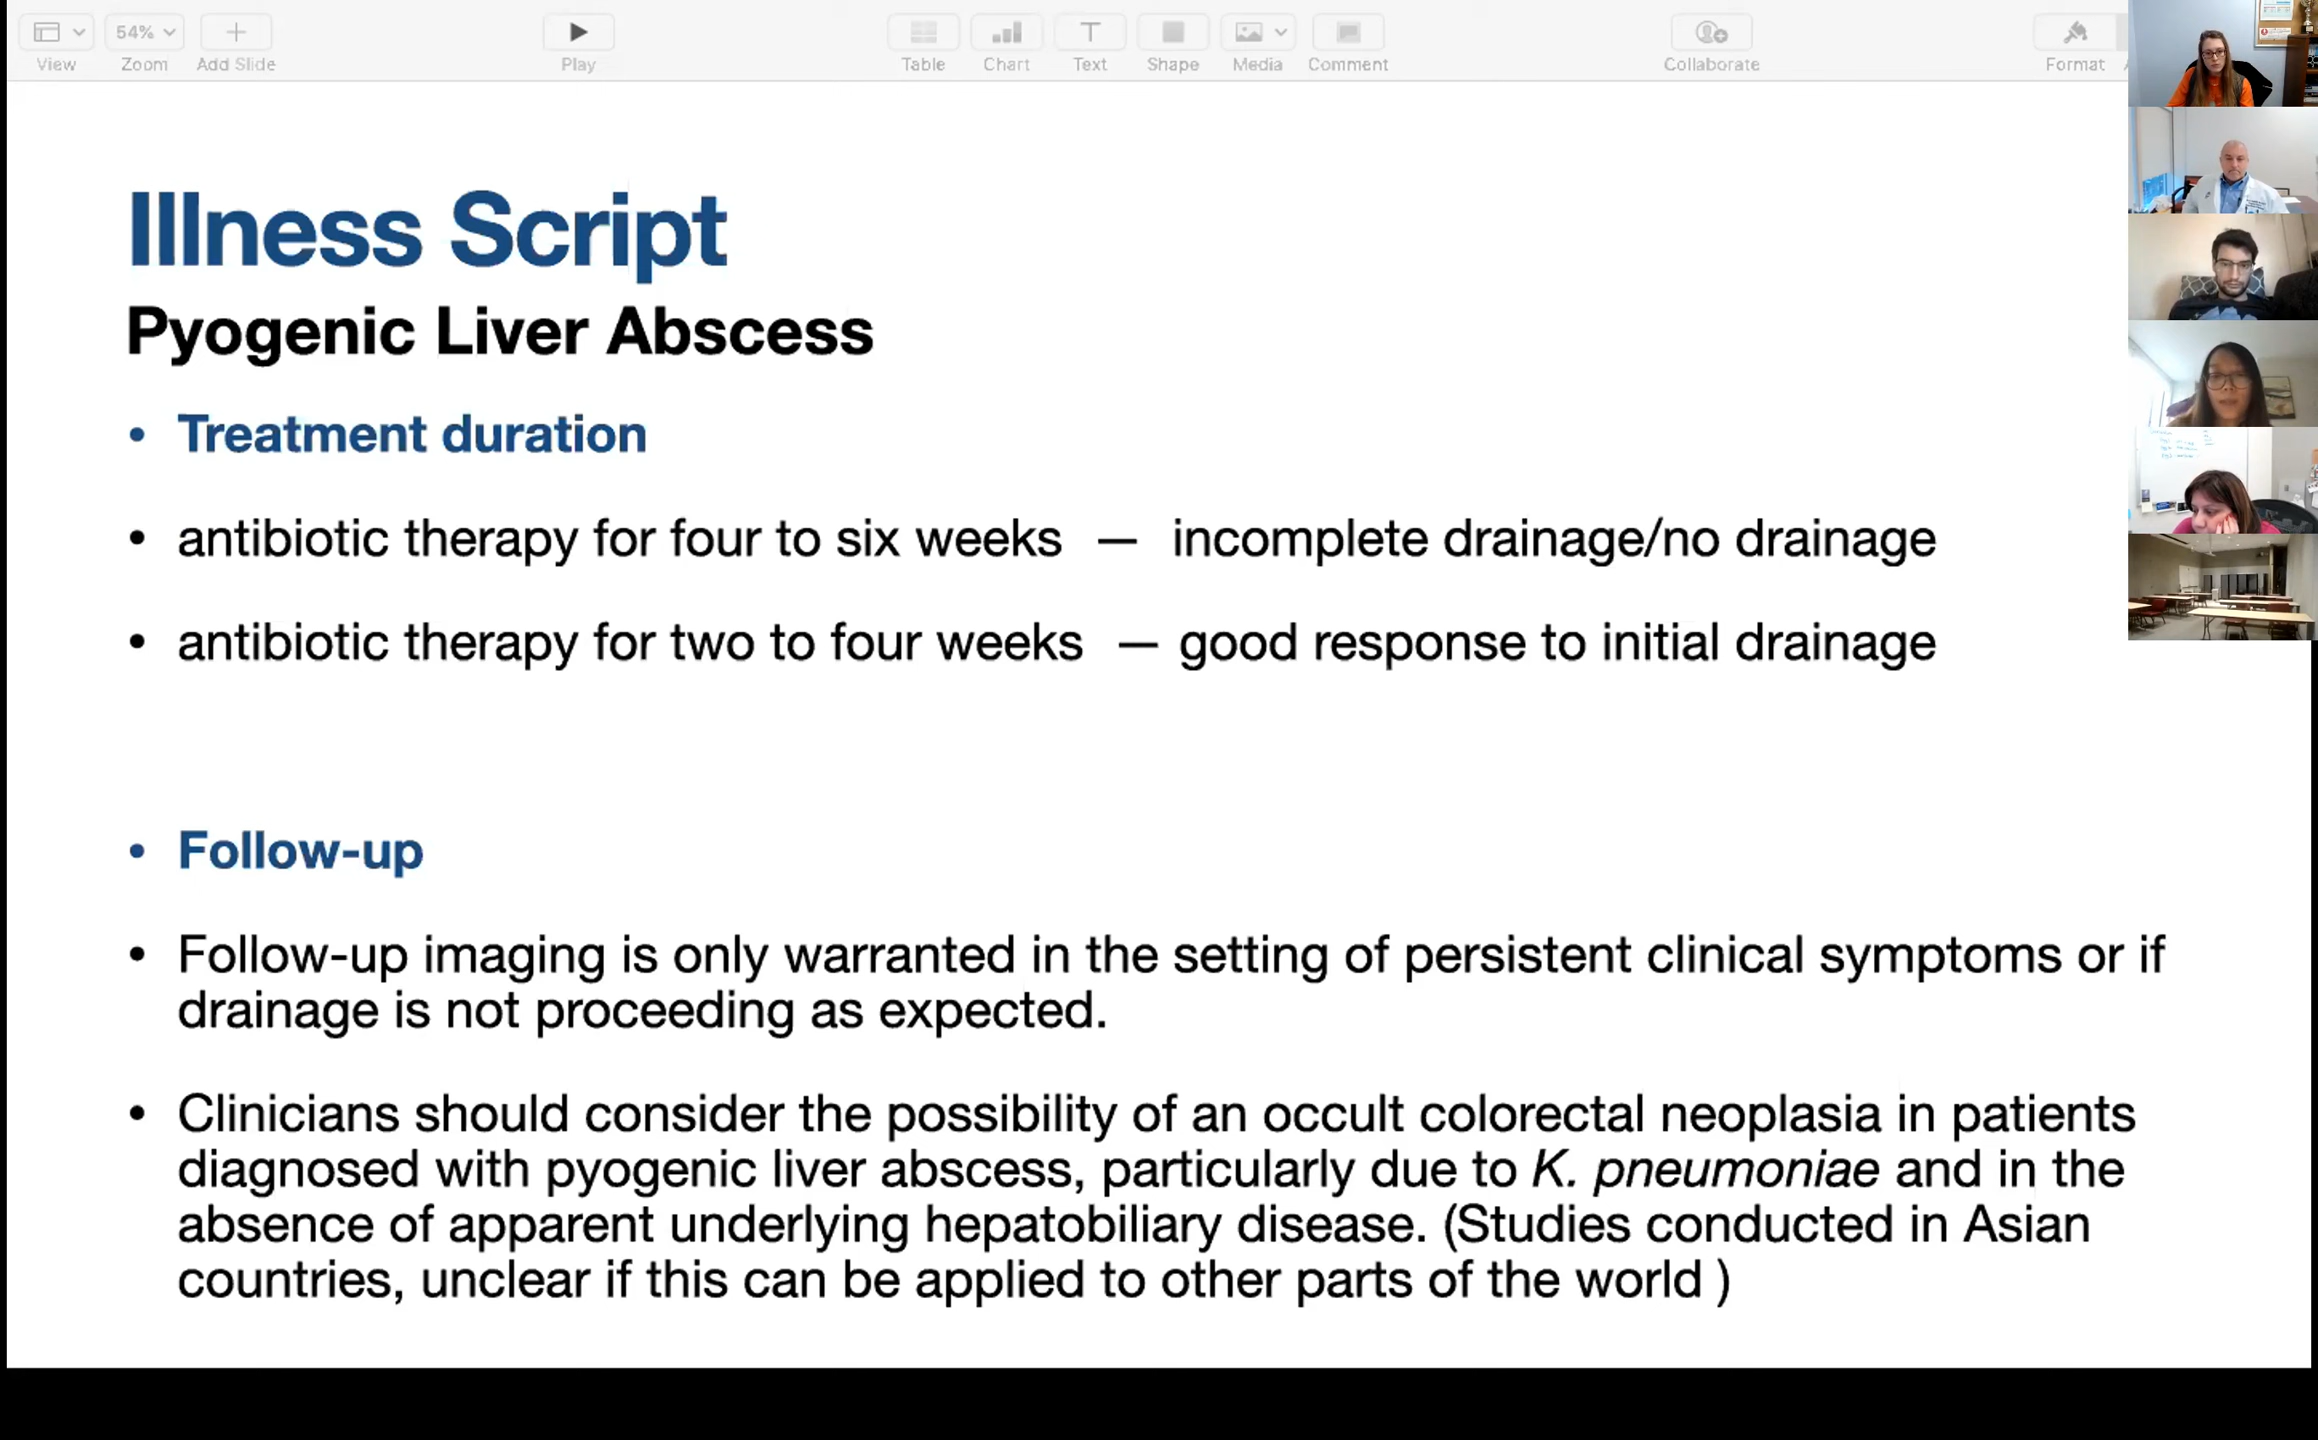 54%
View
Zoom
Add Slide
Play
Table
Chart
Text
Shape
Media
Comment
Collaborate
Format
Illness Script
Pyogenic Liver Abscess
• Treatment duration
• antibiotic therapy for four to six weeks — incomplete drainage/no drainage
• antibiotic therapy for two to four weeks — good response to initial drainage
• Follow-up
• Follow-up imaging is only warranted in the setting of persistent clinical symptoms or if
drainage is not proceeding as expected.
• Clinicians should consider the possibility of an occult colorectal neoplasia in patients
diagnosed with pyogenic liver abscess, particularly due to K. pneumoniae and in the
absence of apparent underlying hepatobiliary disease. (Studies conducted in Asian
countries, unclear if this can be applied to other parts of the world )